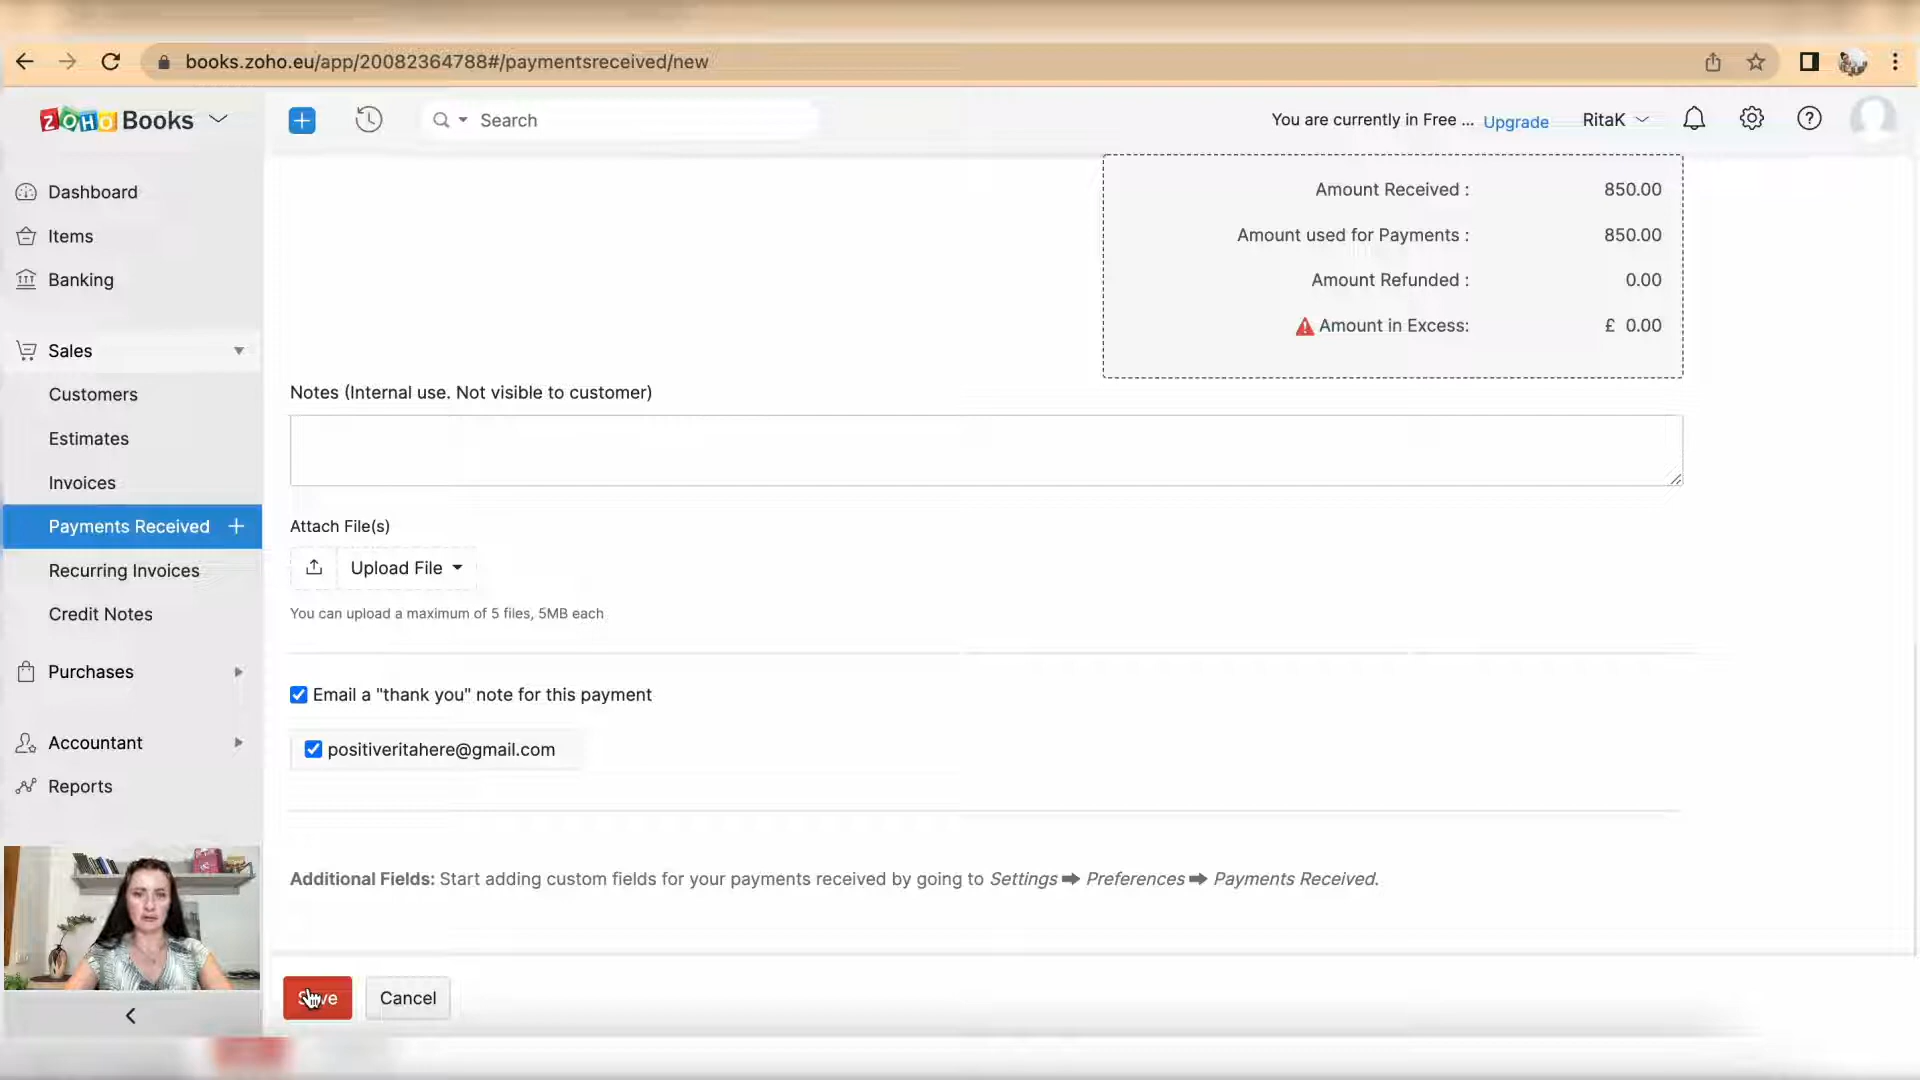 books.zoho.eu/app/20082364788#/paymentsreceived/new
ZOHO Books
Search
You are currently in Free ... Upgrade
RitaK
Dashboard
Items
Banking
Sales
Customers
Estimates
Invoices
Payments Received +
Recurring Invoices
Credit Notes
Purchases
Accountant
Reports
Amount Received : 850.00
Amount used for Payments : 850.00
Amount Refunded : 0.00
Amount in Excess: £ 0.00
Notes (Internal use. Not visible to customer)
Attach File(s)
Upload File
You can upload a maximum of 5 files, 5MB each
Email a "thank you" note for this payment
positiveritahere@gmail.com
Additional Fields: Start adding custom fields for your payments received by going to Settings ➡ Preferences ➡ Payments Received.
Save
Cancel